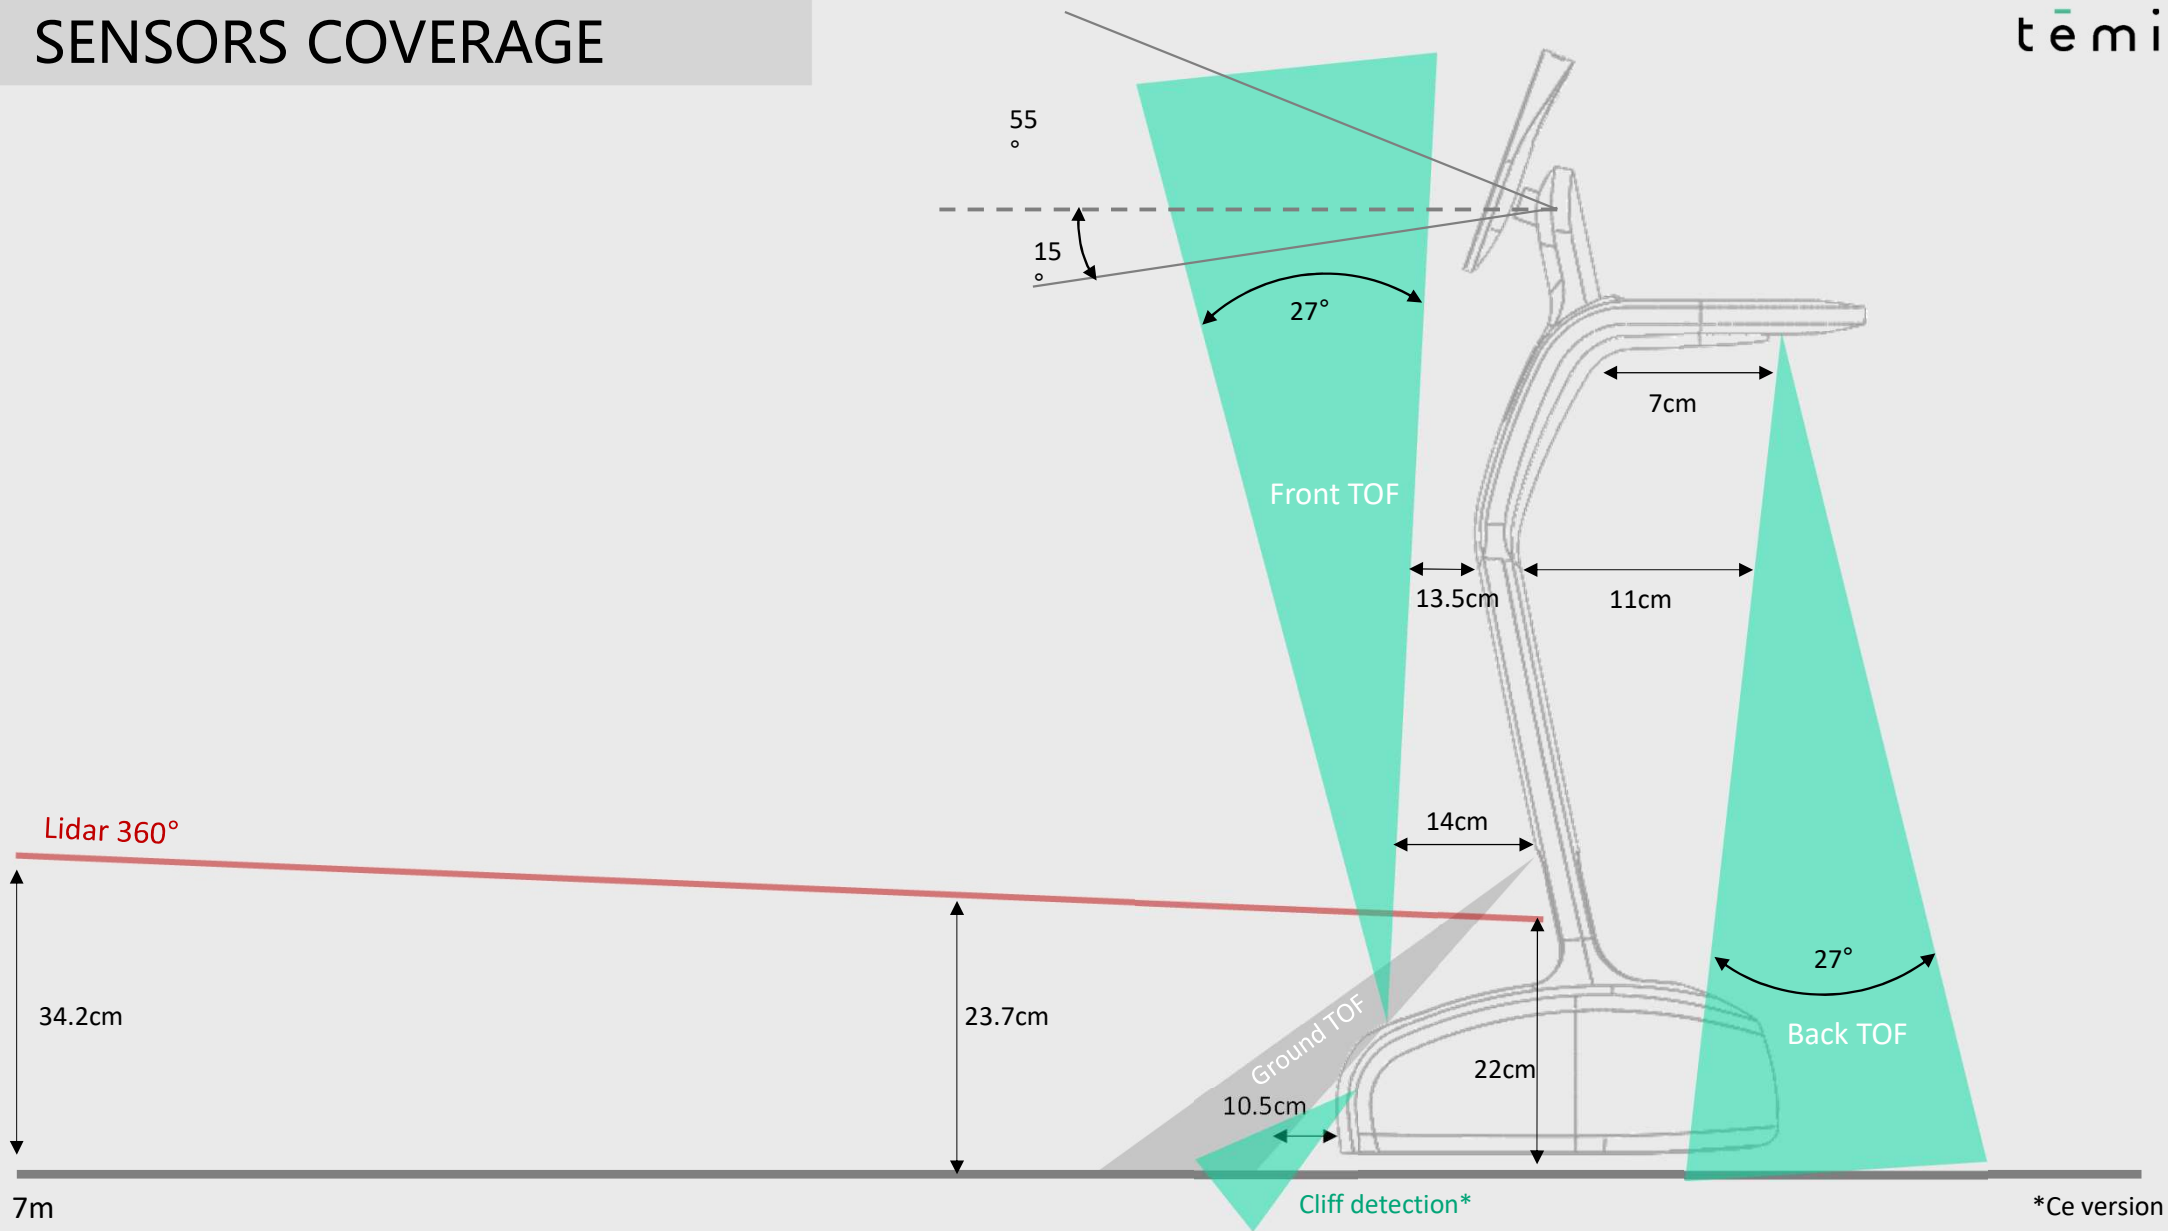 SENSORS COVERAGE
tēmi
55
°
15
°
27°
7cm
Front TOF
13.5cm
11cm
14cm
Lidar 360°
27°
34.2cm
23.7cm
Ground TOF
Back TOF
22cm
10.5cm
7m
Cliff detection*
*Ce version